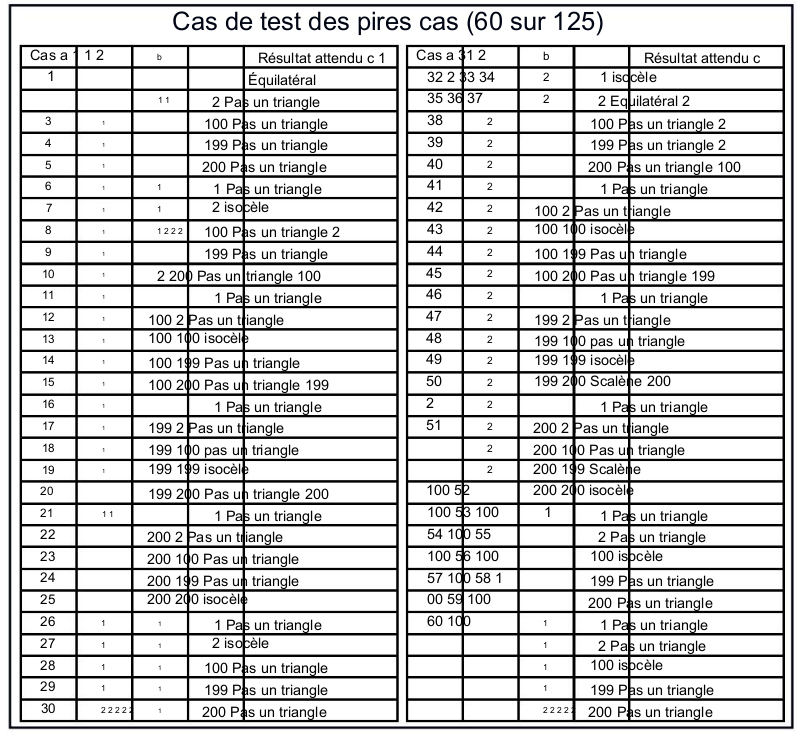 Cas de test des pires cas (60 sur 125)
Cas a 1 1 2 b Résultat attendu c 1
1 Équilatéral
1 1 2 Pas un triangle
3 1 100 Pas un triangle
4 1 199 Pas un triangle
5 1 200 Pas un triangle
6 1 1 1 Pas un triangle
7 1 1 2 isocèle
8 1 1 2 2 2 100 Pas un triangle 2
9 1 199 Pas un triangle
10 1 2 200 Pas un triangle 100
11 1 1 Pas un triangle
12 1 100 2 Pas un triangle
13 1 100 100 isocèle
14 1 100 199 Pas un triangle
15 1 100 200 Pas un triangle 199
16 1 1 Pas un triangle
17 1 199 2 Pas un triangle
18 1 199 100 pas un triangle
19 1 199 199 isocèle
20 199 200 Pas un triangle 200
21 1 1 1 Pas un triangle
22 200 2 Pas un triangle
23 200 100 Pas un triangle
24 200 199 Pas un triangle
25 200 200 isocèle
26 1 1 1 Pas un triangle
27 1 1 2 isocèle
28 1 1 100 Pas un triangle
29 1 1 199 Pas un triangle
30 2 2 2 2 2 1 200 Pas un triangle
Cas a 31 2 b Résultat attendu c
32 2 33 34 2 1 isocèle
35 36 37 2 2 Equilatéral 2
38 2 100 Pas un triangle 2
39 2 199 Pas un triangle 2
40 2 200 Pas un triangle 100
41 2 1 Pas un triangle
42 2 100 2 Pas un triangle
43 2 100 100 isocèle
44 2 100 199 Pas un triangle
45 2 100 200 Pas un triangle 199
46 2 1 Pas un triangle
47 2 199 2 Pas un triangle
48 2 199 100 pas un triangle
49 2 199 199 isocèle
50 2 199 200 Scalène 200
2 2 1 Pas un triangle
51 2 200 2 Pas un triangle
2 200 100 Pas un triangle
2 200 199 Scalène
100 52 200 200 isocèle
100 53 100 1 1 Pas un triangle
54 100 55 2 Pas un triangle
100 56 100 100 isocèle
57 100 58 1 199 Pas un triangle
00 59 100 200 Pas un triangle
60 100 1 1 Pas un triangle
1 2 Pas un triangle
1 100 isocèle
1 199 Pas un triangle
2 2 2 2 2 200 Pas un triangle